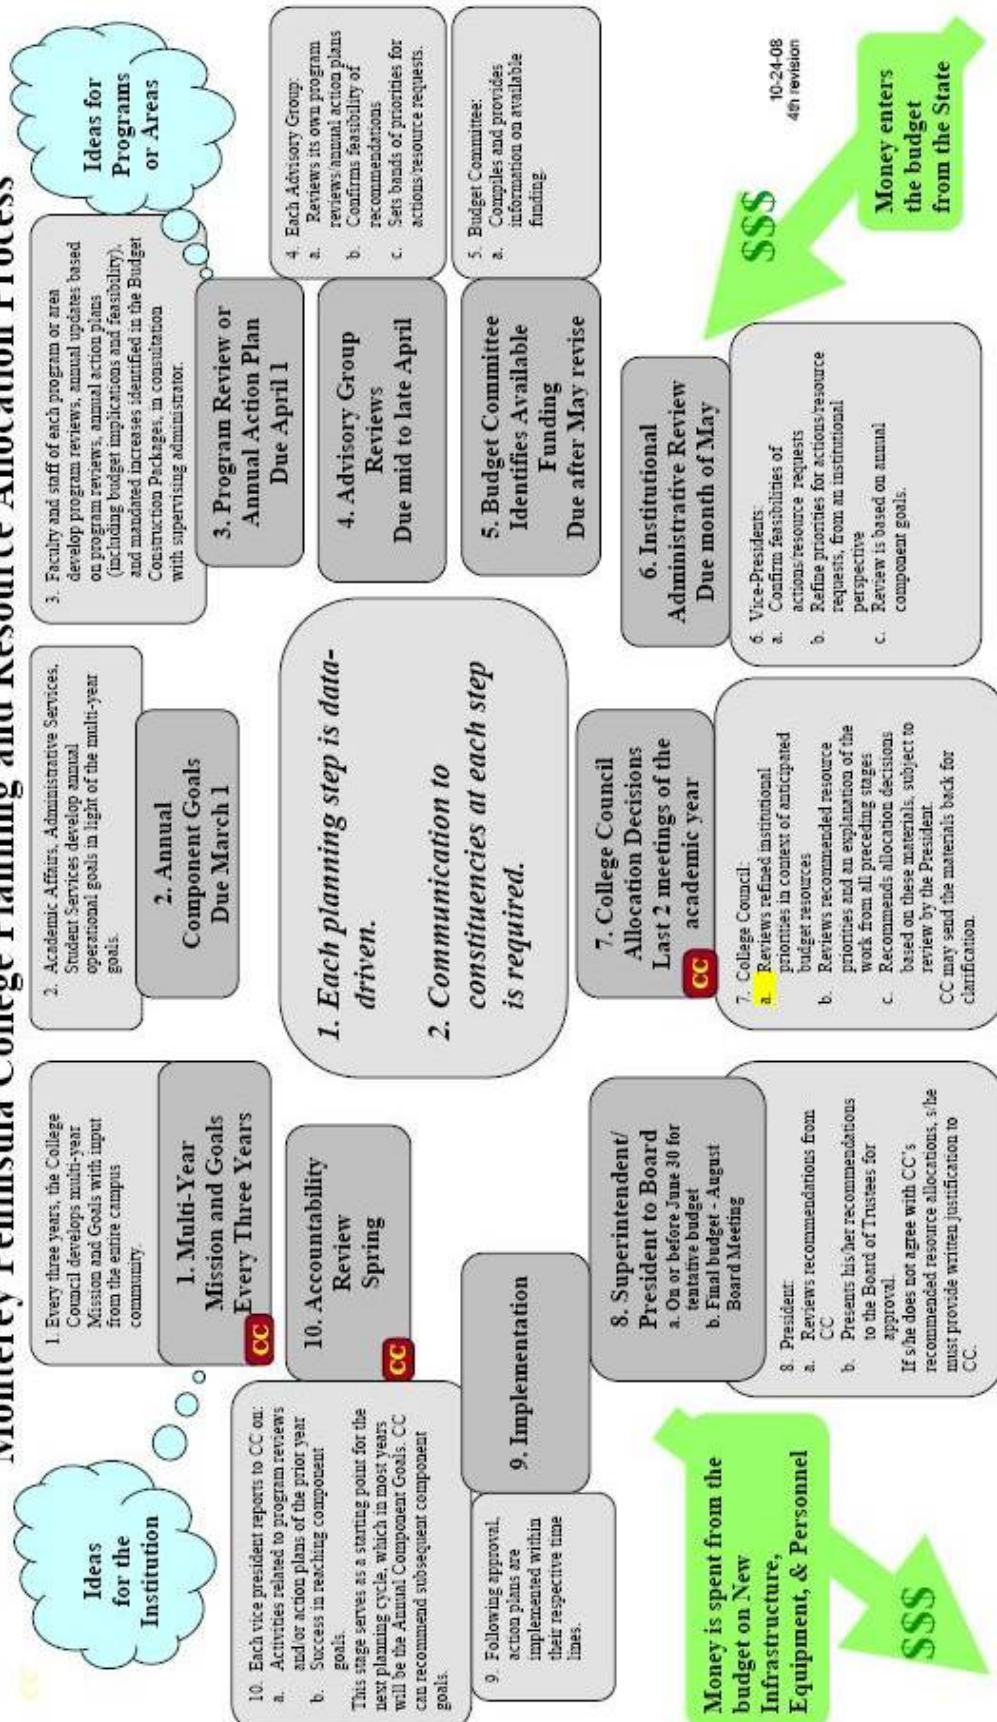 Monterey Peninsula College Planning and Resource Allocation Process
CC
Ideas
for the
Institution
1. Every three years, the College
Council develops multi-year
Mission and Goals with input
from the entire campus
community.
1. Multi-Year
Mission and Goals
Every Three Years
CC
2. Academic Affairs, Administrative Services,
Student Services develop annual
operational goals in light of the multi-year
goals.
2. Annual
Component Goals
Due March 1
3. Faculty and staff of each program or area
develop program reviews, annual updates based
on program reviews, annual action plans
(including budget implications and feasibility),
and mandated increases identified in the Budget
Construction Packages, in consultation
with supervising administrator.
Ideas for
Programs
or Areas
3. Program Review or
Annual Action Plan
Due April 1
4. Advisory Group
Reviews
Due mid to late April
4. Each Advisory Group:
a. Reviews its own program
reviews/annual action plans
b. Confirms feasibility of
recommendations
c. Sets bands of priorities for
actions/resource requests.
5. Budget Committee
Identifies Available
Funding
Due after May revise
5. Budget Committee:
a. Compiles and provides
information on available
funding.
1. Each planning step is data-
driven.
2. Communication to
constituencies at each step
is required.
6. Institutional
Administrative Review
Due month of May
6. Vice-Presidents:
a. Confirm feasibilities of
actions/resource requests
b. Refine priorities for actions/resource
requests, from an institutional
perspective
c. Review is based on annual
component goals.
10-24-08
4th revision
$$$
Money enters
the budget
from the State
7. College Council
Allocation Decisions
Last 2 meetings of the
academic year
CC
7. College Council:
a. Reviews refined institutional
priorities in context of anticipated
budget resources
b. Reviews recommended resource
priorities and an explanation of the
work from all preceding stages
c. Recommends allocation decisions
based on these materials, subject to
review by the President.
CC may send the materials back for
clarification.
8. Superintendent/
President to Board
a. On or before June 30 for
tentative budget
b. Final budget - August
Board Meeting
8. President:
a. Reviews recommendations from
CC
b. Presents his/her recommendations
to the Board of Trustees for
approval.
If s/he does not agree with CC's
recommended resource allocations, s/he
must provide written justification to
CC.
9. Implementation
9. Following approval,
action plans are
implemented within
their respective time
lines.
10. Accountability
Review
Spring
CC
10. Each vice president reports to CC on:
a. Activities related to program reviews
and/or action plans of the prior year
b. Success in reaching component
goals.
This stage serves as a starting point for the
next planning cycle, which in most years
will be the Annual Component Goals. CC
can recommend subsequent component
goals.
Money is spent from the
budget on New
Infrastructure,
Equipment, & Personnel
$$$